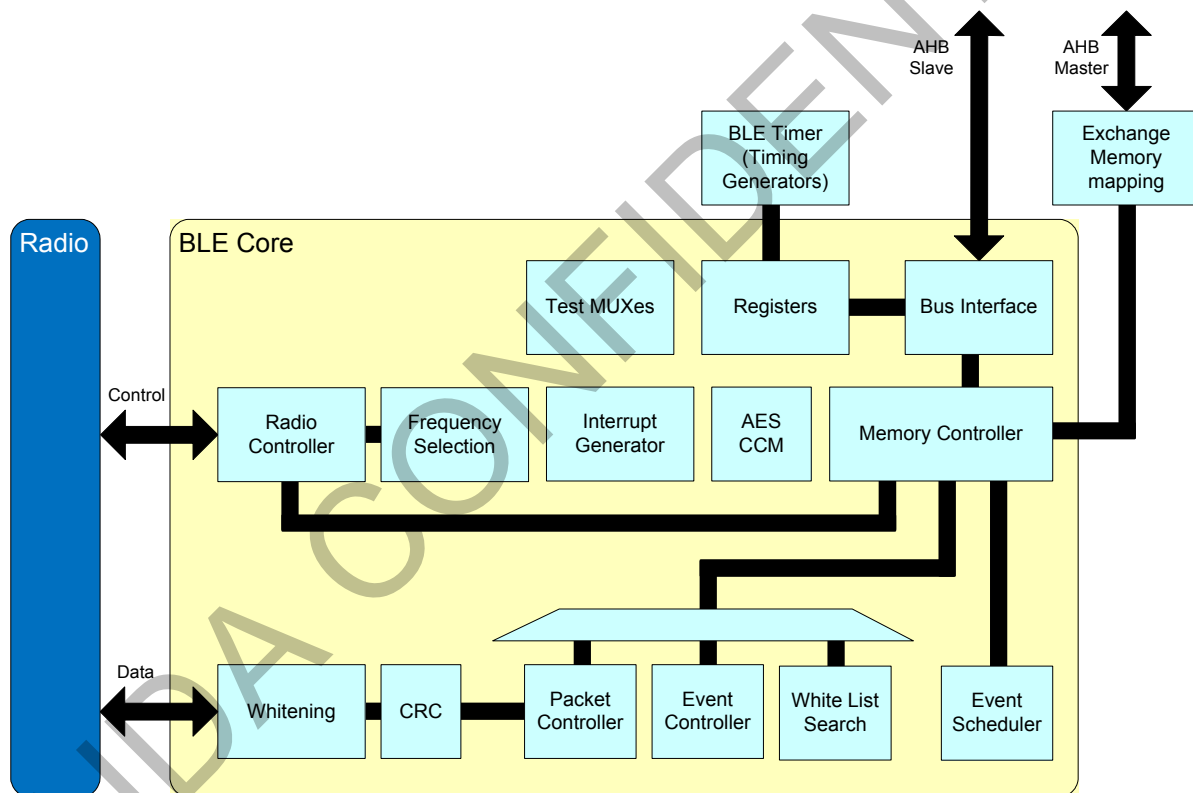 AHB
Slave
AHB
Master
BLE Timer
(Timing
Generators)
Exchange
Memory
mapping
Radio
BLE Core
Test MUXes
Registers
Bus Interface
Control
Radio
Controller
Frequency
Selection
Interrupt
Generator
AES
CCM
Memory Controller
Data
Whitening
CRC
Packet
Controller
Event
Controller
White List
Search
Event
Scheduler
IDA CONFIDEN